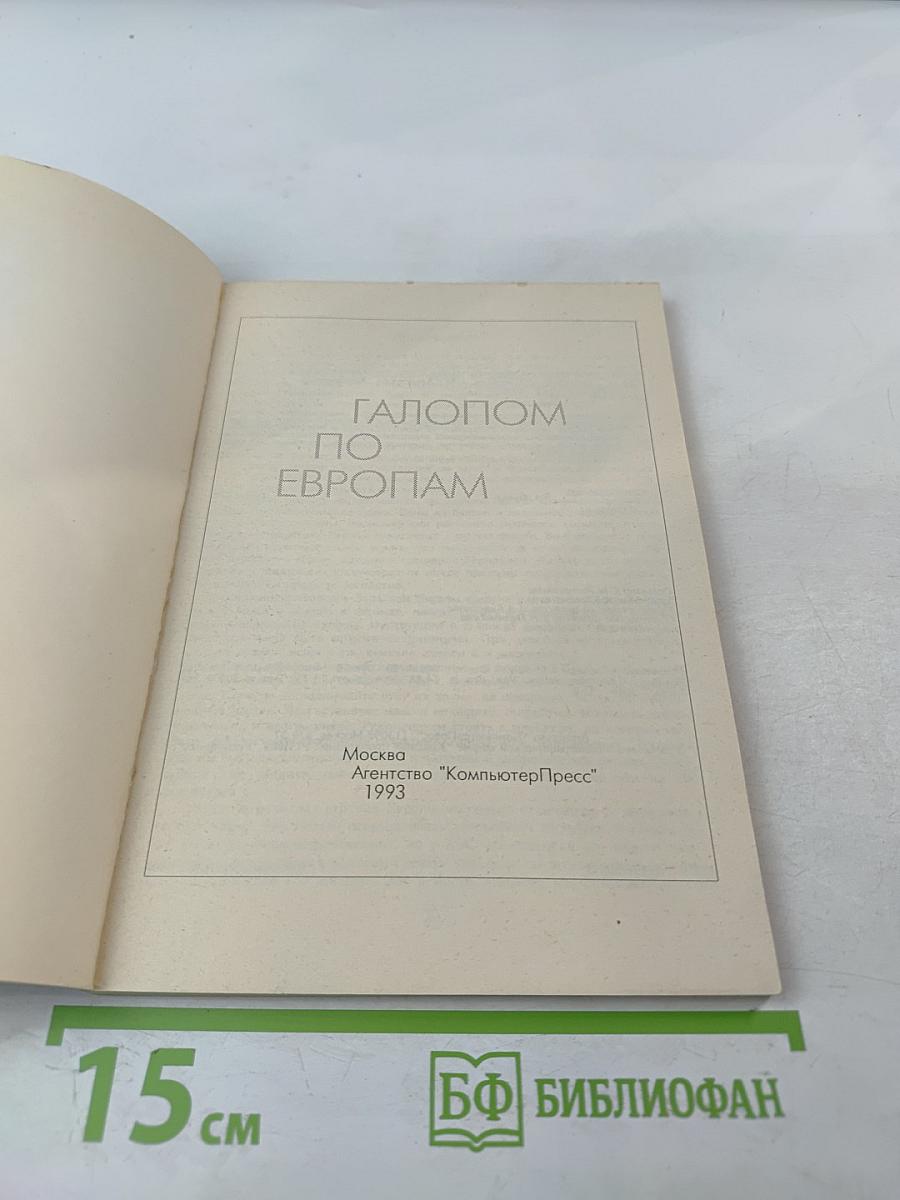 ГАЛОПОМ
ПО
ЕВРОПАМ
Москва
Агентство "КомпьютерПресс"
1993
15 см
БФ БИБЛИОФАН